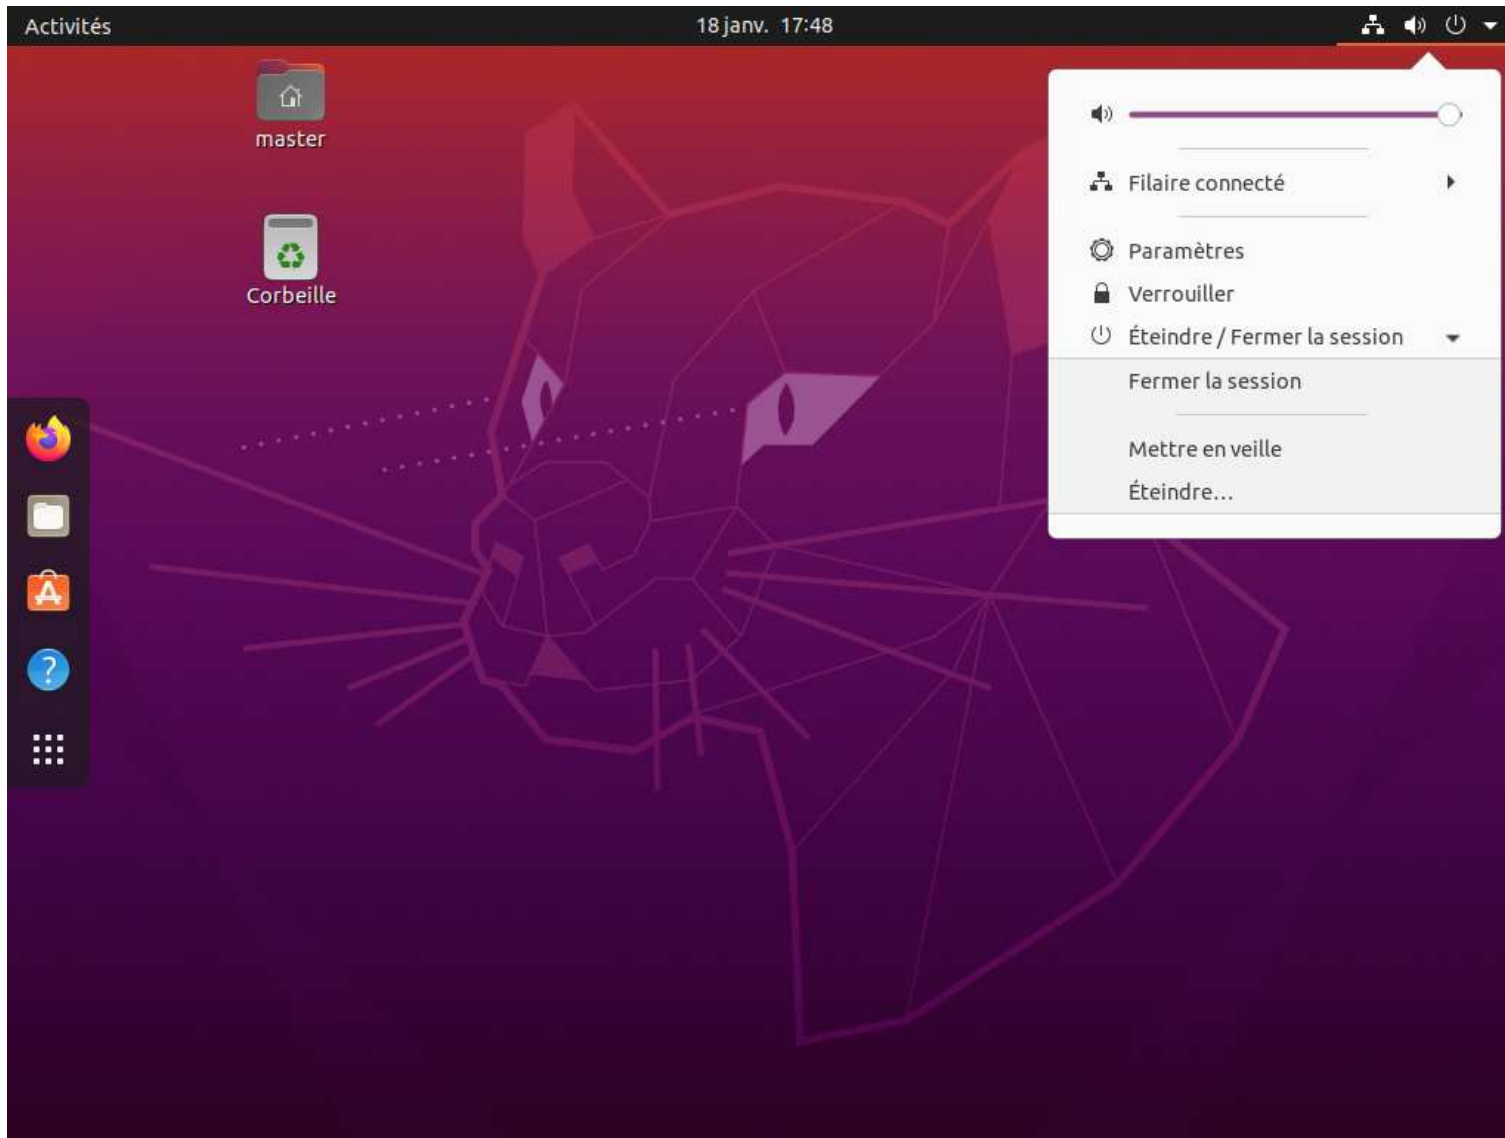 Activités
18 janv. 17:48
master
Corbeille
Filaire connecté
Paramètres
Verrouiller
Éteindre / Fermer la session
Fermer la session
Mettre en veille
Éteindre...